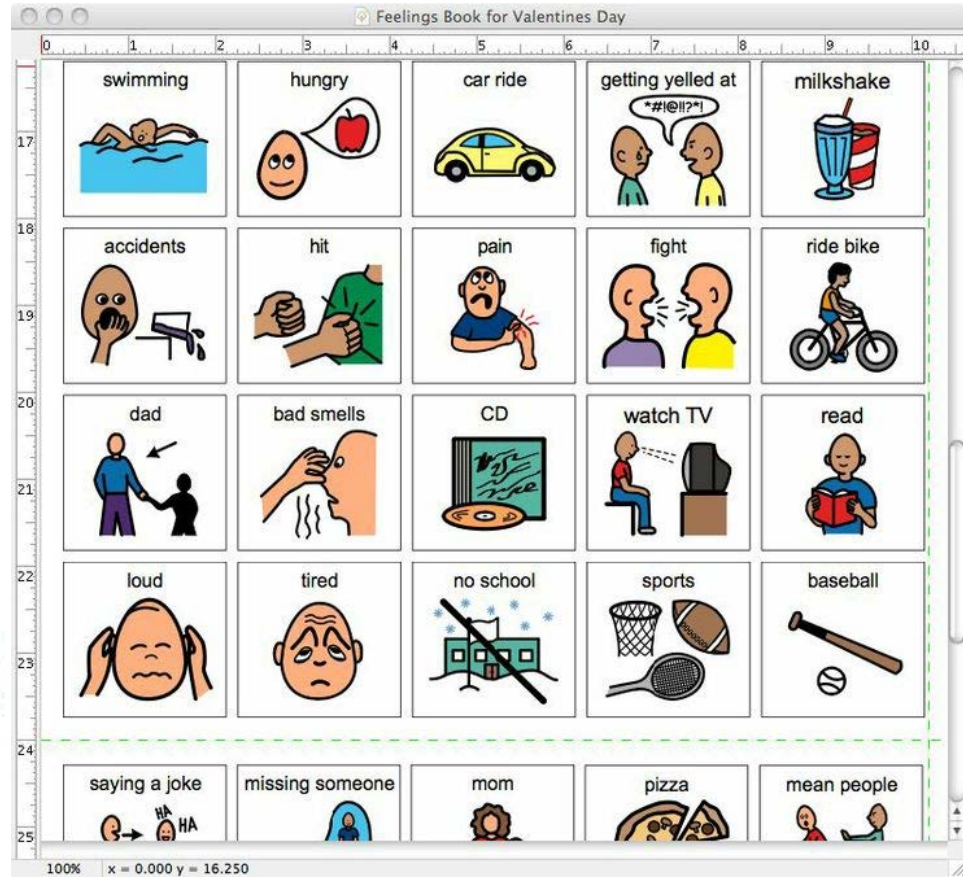 Feelings Book for Valentines Day
0 1 2 3 4 5 6 7 8 9 10
swimming hungry car ride getting yelled at milkshake
*#!@!!?*!
17
18
accidents hit pain fight ride bike
19
20
dad bad smells CD watch TV read
21
22
loud tired no school sports baseball
23
24
saying a joke missing someone mom pizza mean people
HA
HA
25
100% x = 0.000 y = 16.250